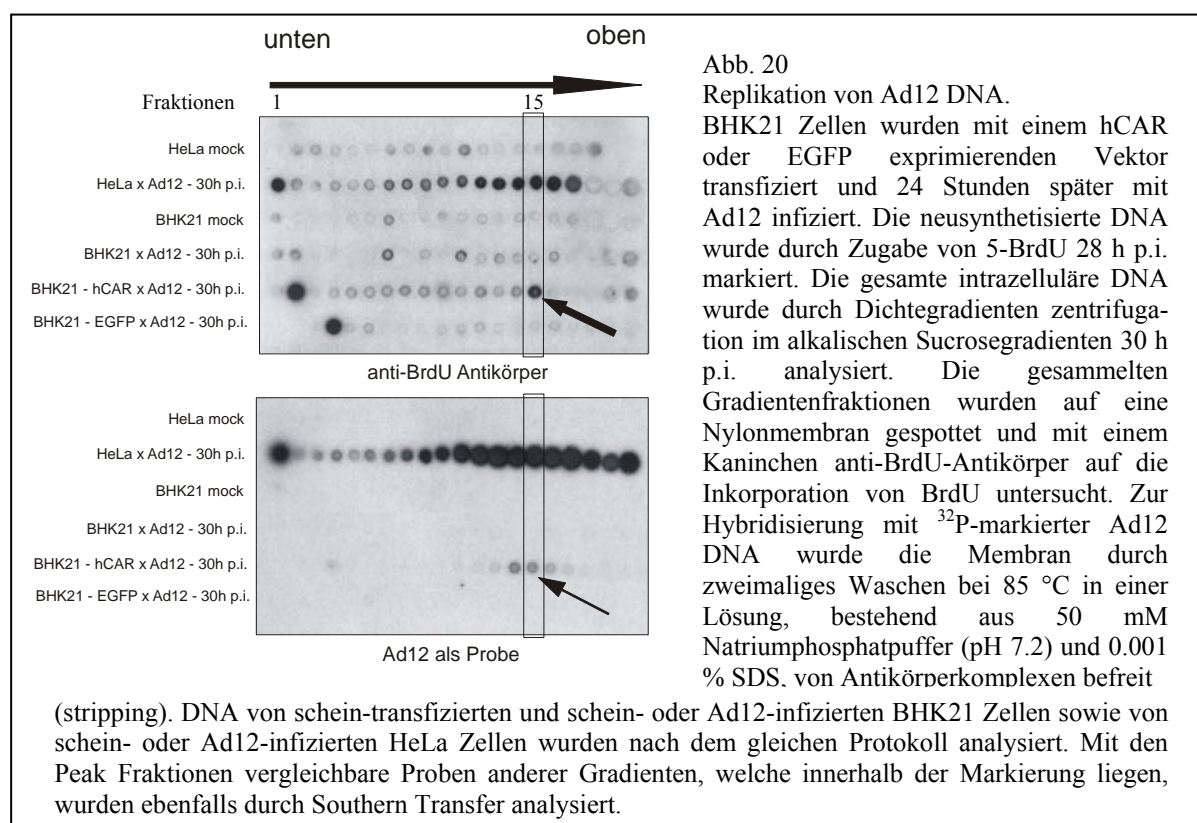 unten oben
Fraktionen 1 15
HeLa mock
HeLa x Ad12 - 30h p.i.
BHK21 mock
BHK21 x Ad12 - 30h p.i.
BHK21 - hCAR x Ad12 - 30h p.i.
BHK21 - EGFP x Ad12 - 30h p.i.
anti-BrdU Antikörper
HeLa mock
HeLa x Ad12 - 30h p.i.
BHK21 mock
BHK21 x Ad12 - 30h p.i.
BHK21 - hCAR x Ad12 - 30h p.i.
BHK21 - EGFP x Ad12 - 30h p.i.
Ad12 als Probe
Abb. 20
Replikation von Ad12 DNA.
BHK21 Zellen wurden mit einem hCAR
oder EGFP exprimierenden Vektor
transfiziert und 24 Stunden später mit
Ad12 infiziert. Die neusynthetisierte DNA
wurde durch Zugabe von 5-BrdU 28 h p.i.
markiert. Die gesamte intrazelluläre DNA
wurde durch Dichtegradienten zentrifuga-
tion im alkalischen Sucrosegradienten 30 h
p.i. analysiert. Die gesammelten
Gradientenfraktionen wurden auf eine
Nylonmembran gespottet und mit einem
Kaninchen anti-BrdU-Antikörper auf die
Inkorporation von BrdU untersucht. Zur
Hybridisierung mit ³²P-markierter Ad12
DNA wurde die Membran durch
zweimaliges Waschen bei 85 °C in einer
Lösung, bestehend aus 50 mM
Natriumphosphatpuffer (pH 7.2) und 0.001
% SDS, von Antikörperkomplexen befreit
(stripping). DNA von schein-transfizierten und schein- oder Ad12-infizierten BHK21 Zellen sowie von
schein- oder Ad12-infizierten HeLa Zellen wurden nach dem gleichen Protokoll analysiert. Mit den
Peak Fraktionen vergleichbare Proben anderer Gradienten, welche innerhalb der Markierung liegen,
wurden ebenfalls durch Southern Transfer analysiert.